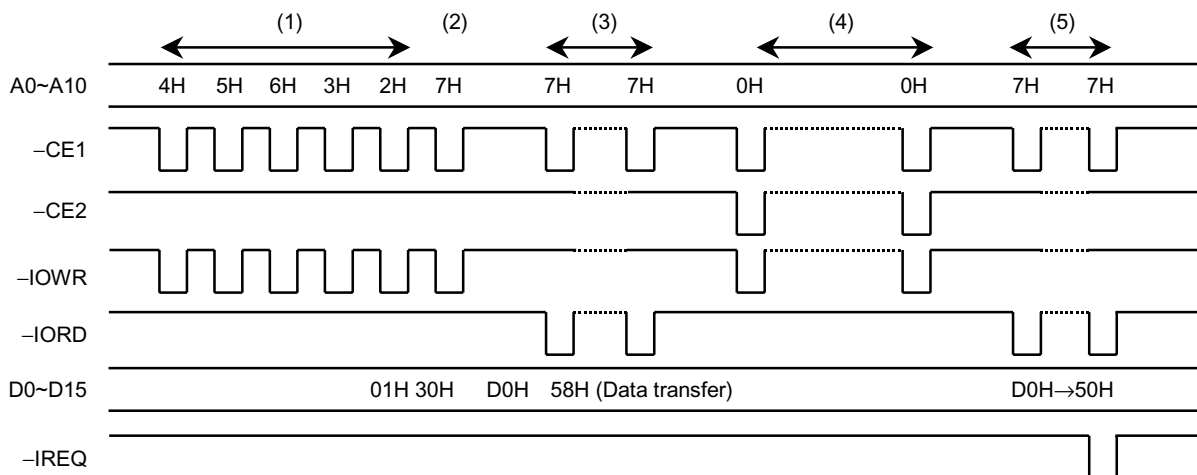 (1) (2) (3) (4) (5)
A0~A10 4H 5H 6H 3H 2H 7H 7H 7H 0H 0H 7H 7H
–CE1
–CE2
–IOWR
–IORD
D0~D15 01H 30H D0H 58H (Data transfer) D0H→50H
–IREQ